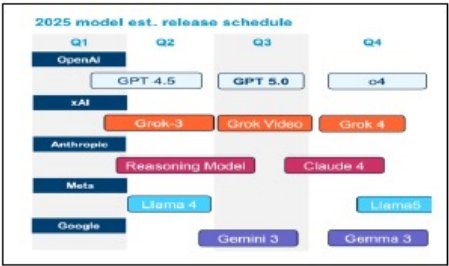 2025 model est. release schedule
Q1 Q2 Q3 Q4
OpenAI
GPT 4.5 GPT 5.0 o4
xAI
Grok-3 Grok Video Grok 4
Anthropic
Reasoning Model Claude 4
Meta
Llama 4 Llama5
Google
Gemini 3 Gemma 3